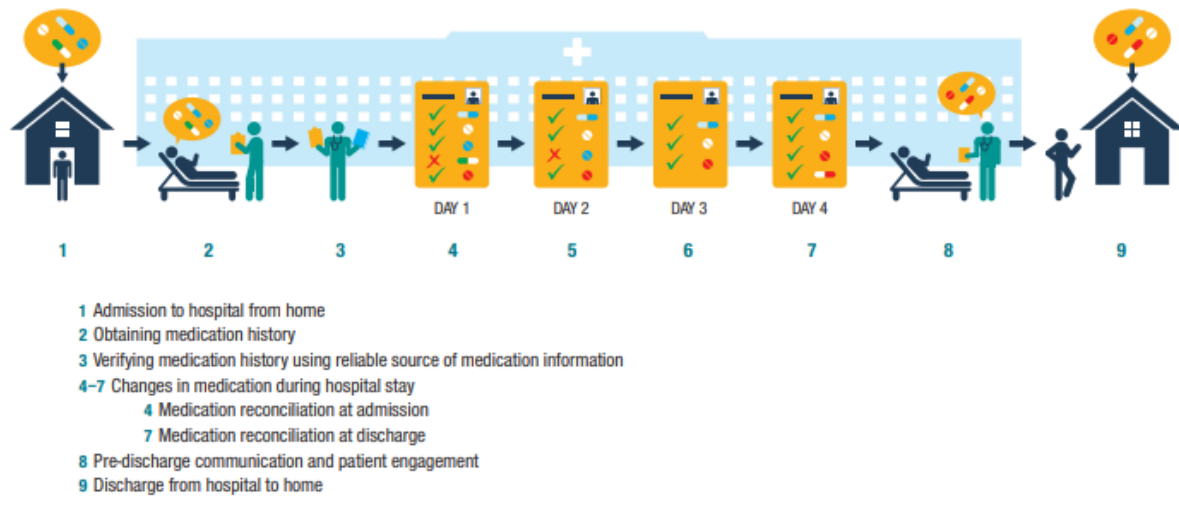 DAY 1 DAY 2 DAY 3 DAY 4
1 2 3 4 5 6 7 8 9
1 Admission to hospital from home
2 Obtaining medication history
3 Verifying medication history using reliable source of medication information
4–7 Changes in medication during hospital stay
4 Medication reconciliation at admission
7 Medication reconciliation at discharge
8 Pre-discharge communication and patient engagement
9 Discharge from hospital to home